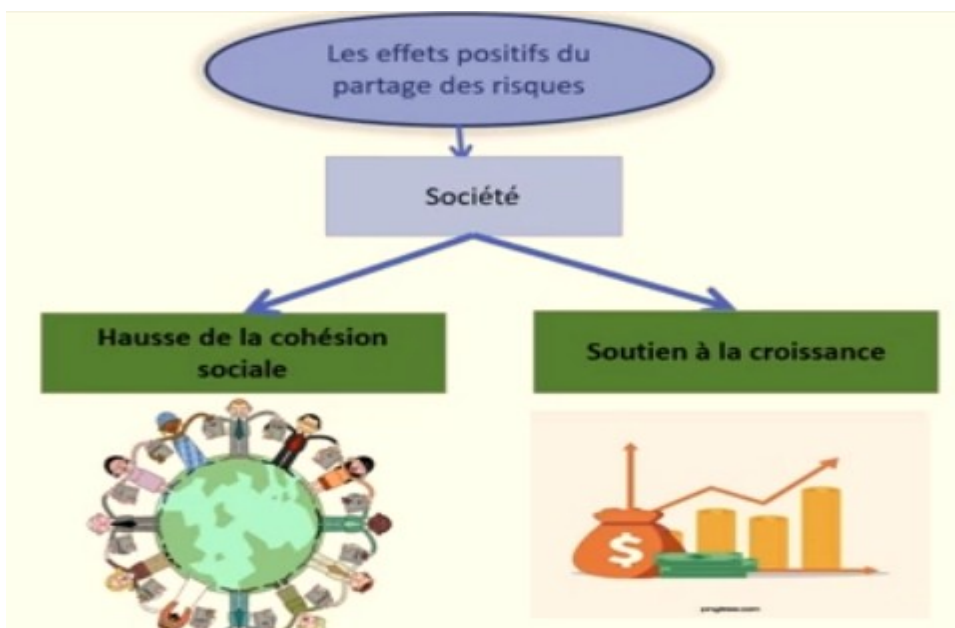 Les effets positifs du
partage des risques
Société
Hausse de la cohésion
sociale
Soutien à la croissance
$